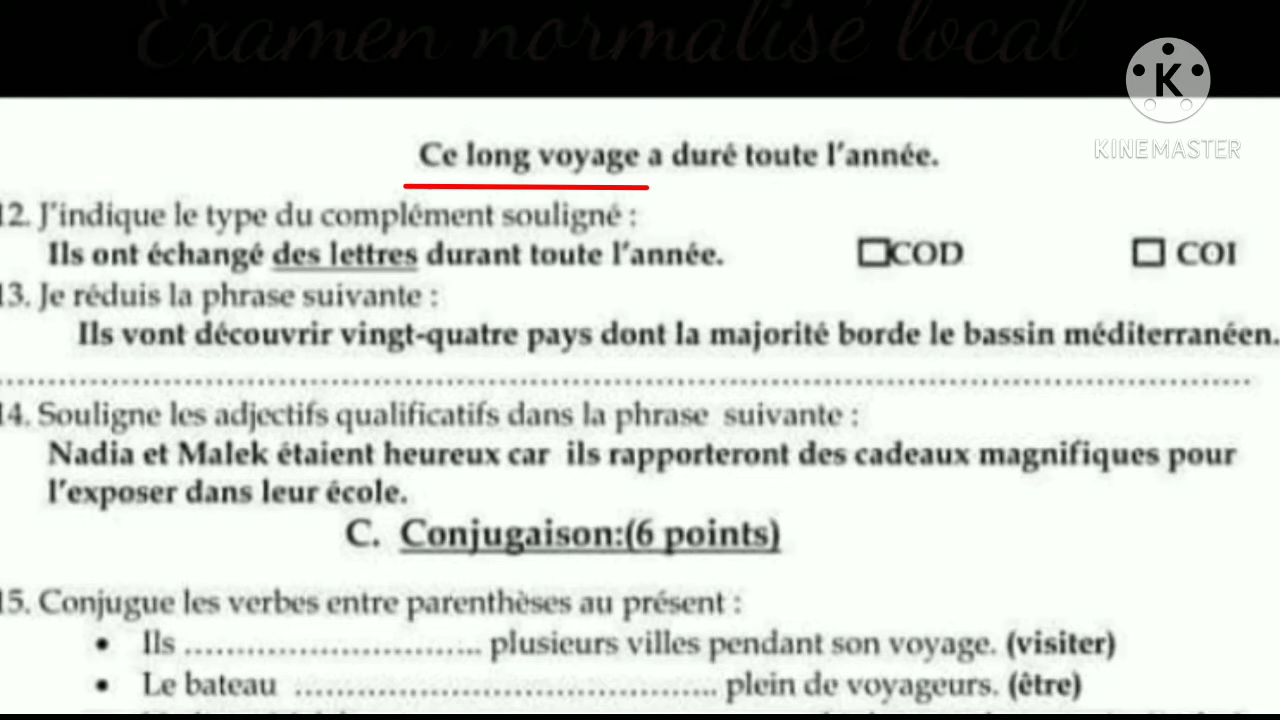 Examen normalisé local
K
KINEMASTER
Ce long voyage a duré toute l'année.
12. J'indique le type du complément souligné :
Ils ont échangé des lettres durant toute l'année. COD COI
13. Je réduis la phrase suivante :
Ils vont découvrir vingt-quatre pays dont la majorité borde le bassin méditerranéen.
........................................................................................................................
14. Souligne les adjectifs qualificatifs dans la phrase suivante :
Nadia et Malek étaient heureux car ils rapporteront des cadeaux magnifiques pour
l'exposer dans leur école.
C. Conjugaison:(6 points)
15. Conjugue les verbes entre parenthèses au présent :
• Ils ............................. plusieurs villes pendant son voyage. (visiter)
• Le bateau ......................................... plein de voyageurs. (être)